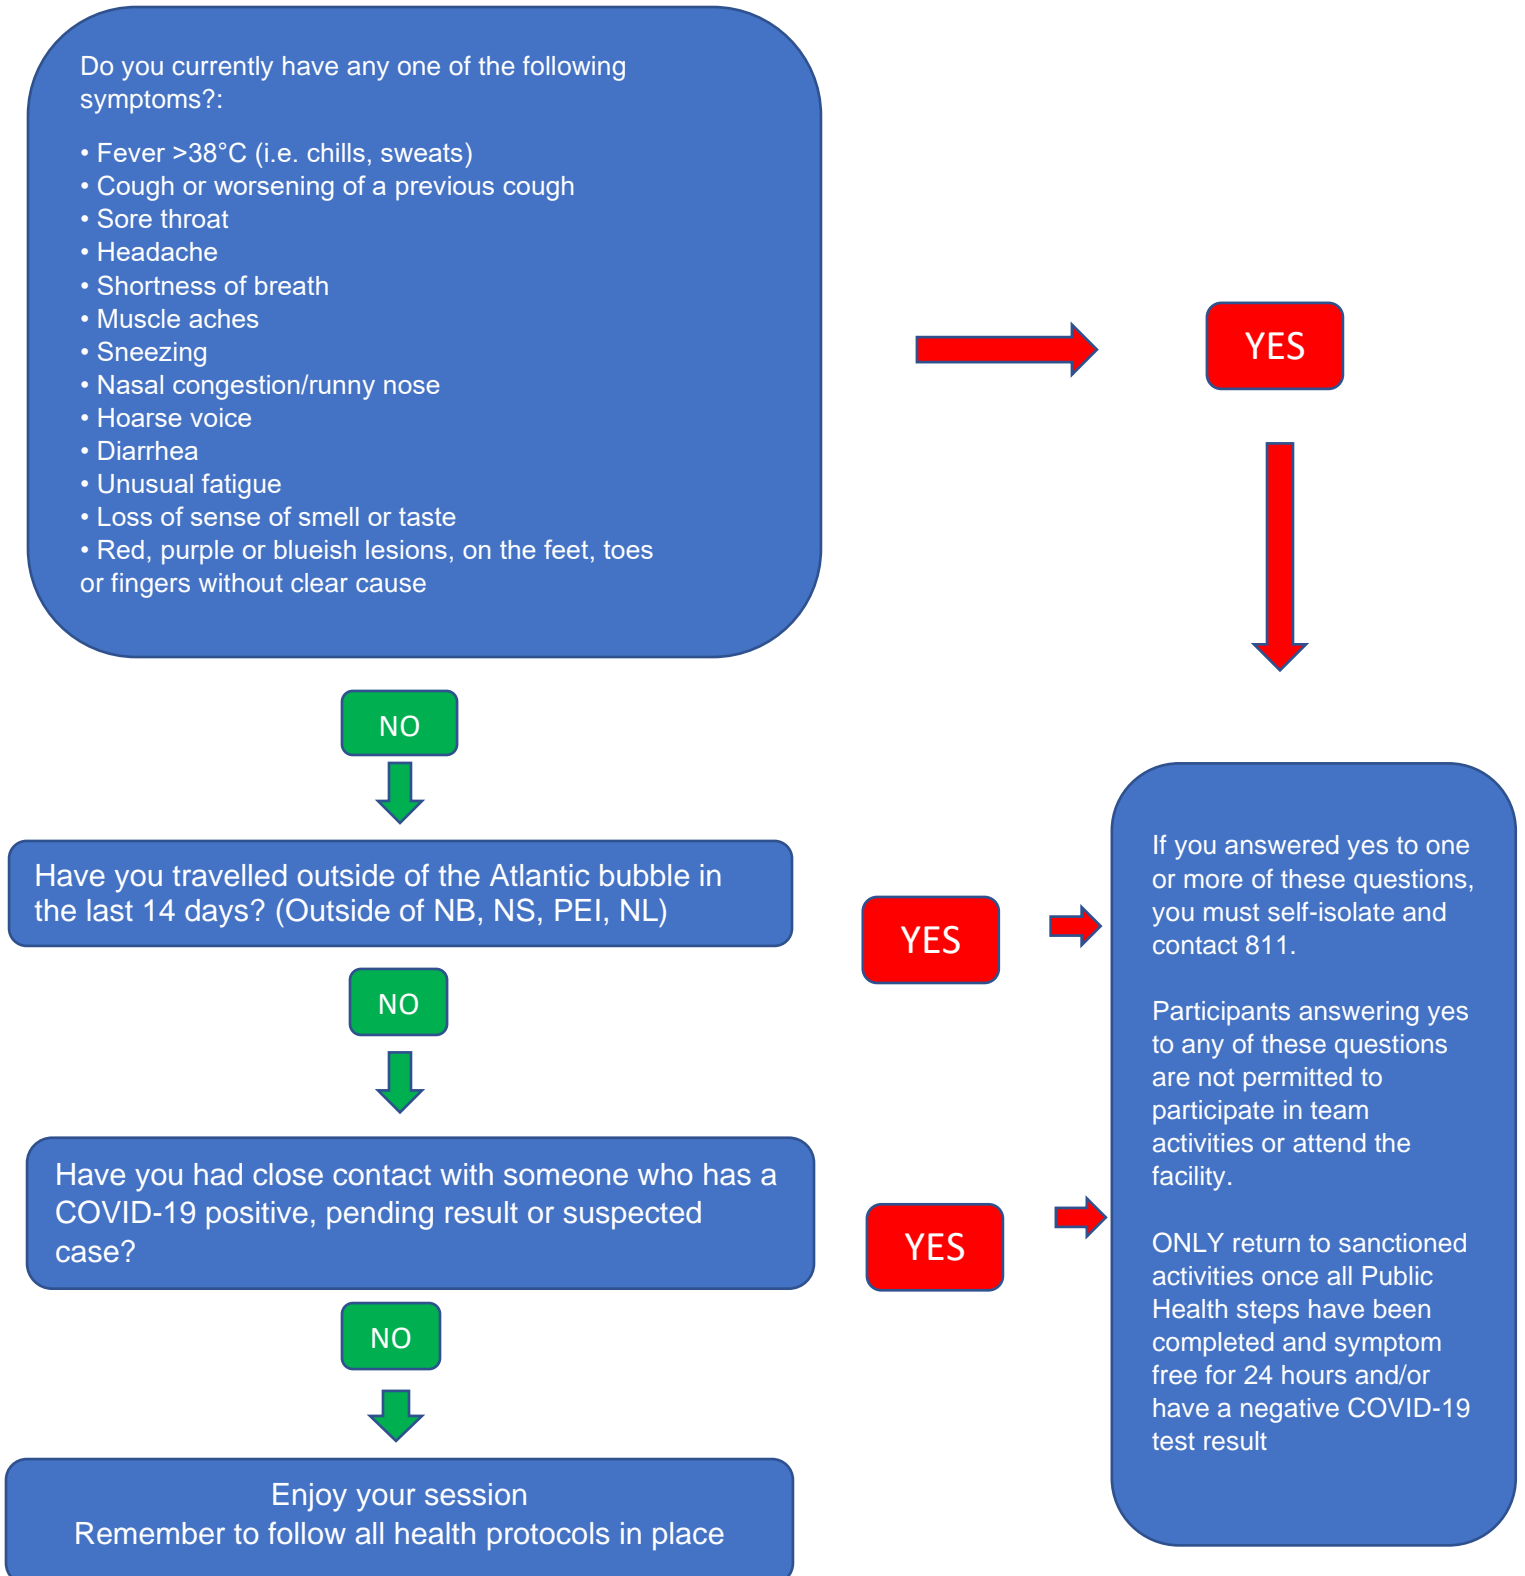 Do you currently have any one of the following
symptoms?:
• Fever >38°C (i.e. chills, sweats)
• Cough or worsening of a previous cough
• Sore throat
• Headache
• Shortness of breath
• Muscle aches
• Sneezing
• Nasal congestion/runny nose
• Hoarse voice
• Diarrhea
• Unusual fatigue
• Loss of sense of smell or taste
• Red, purple or blueish lesions, on the feet, toes
or fingers without clear cause
YES
NO
Have you travelled outside of the Atlantic bubble in
the last 14 days? (Outside of NB, NS, PEI, NL)
YES
NO
Have you had close contact with someone who has a
COVID-19 positive, pending result or suspected
case?
YES
NO
Enjoy your session
Remember to follow all health protocols in place
If you answered yes to one
or more of these questions,
you must self-isolate and
contact 811.
Participants answering yes
to any of these questions
are not permitted to
participate in team
activities or attend the
facility.
ONLY return to sanctioned
activities once all Public
Health steps have been
completed and symptom
free for 24 hours and/or
have a negative COVID-19
test result